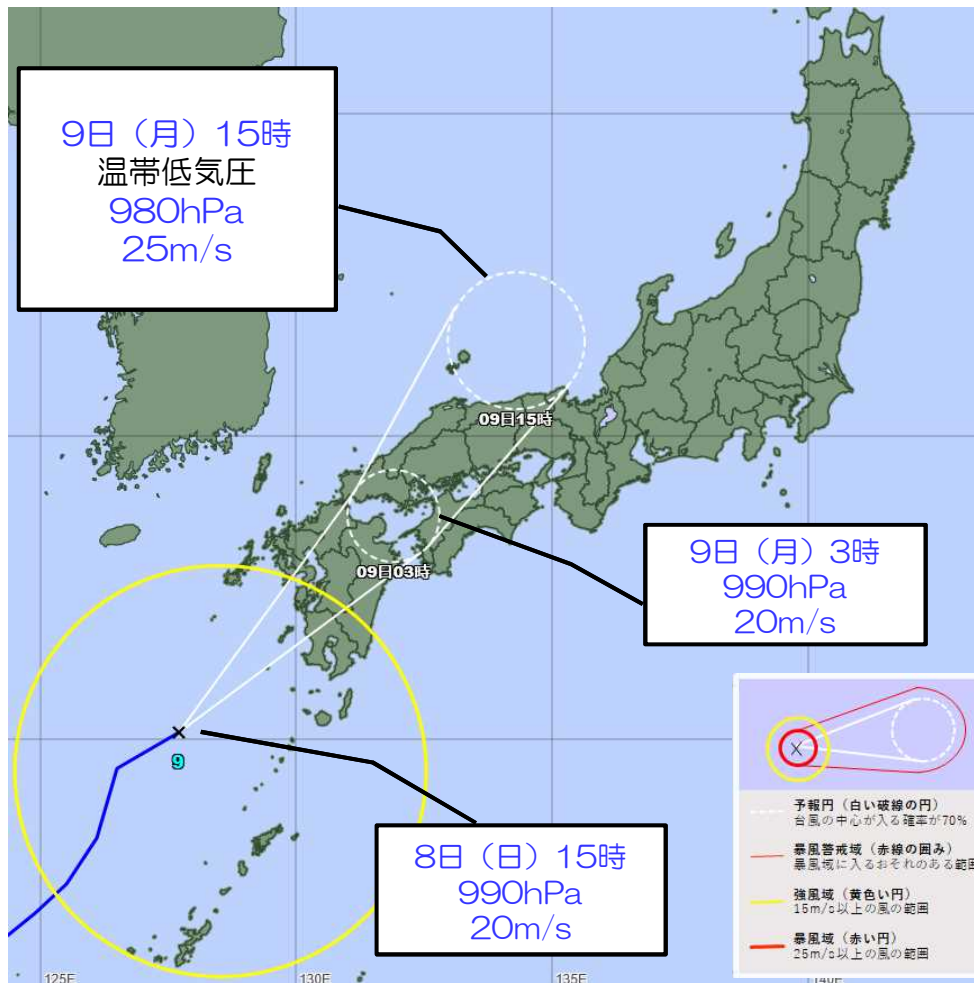 9日（月）15時
温帯低気圧
980hPa
25m/s
09日15時
09日03時
9日（月）3時
990hPa
20m/s
9
8日（日）15時
990hPa
20m/s
予報円（白い破線の円）
台風の中心が入る確率が70%
暴風警戒域（赤線の囲み）
暴風域に入るおそれのある範囲
強風域（黄色い円）
15m/s以上の風の範囲
暴風域（赤い円）
25m/s以上の風の範囲
125E
130E
135E
140E